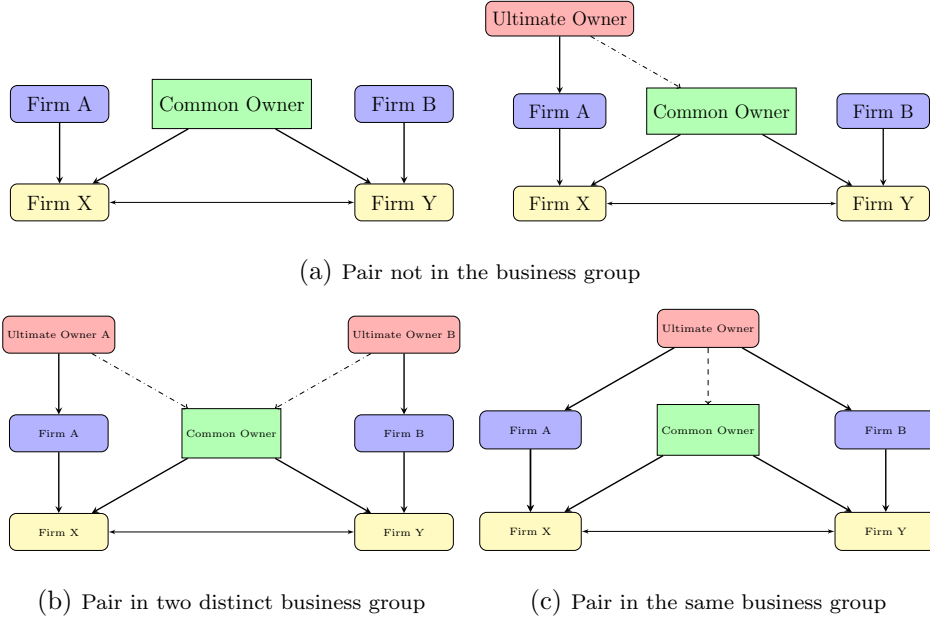 Ultimate Owner
Firm A
Common Owner
Firm B
Firm A
Common Owner
Firm B
Firm X
Firm Y
Firm X
Firm Y
(a) Pair not in the business group
Ultimate Owner A
Ultimate Owner B
Ultimate Owner
Firm A
Common Owner
Firm B
Firm A
Common Owner
Firm B
Firm X
Firm Y
Firm X
Firm Y
(b) Pair in two distinct business group
(c) Pair in the same business group